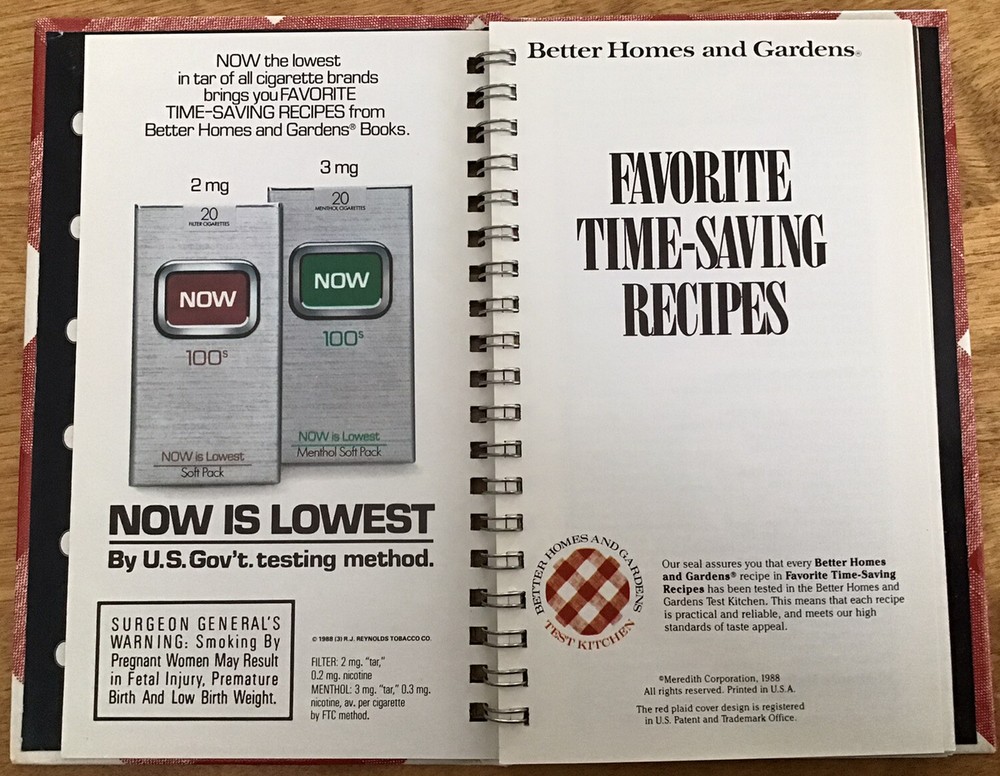 NOW the lowest
in tar of all cigarette brands
brings you FAVORITE
TIME-SAVING RECIPES from
Better Homes and Gardens® Books.
2 mg
3 mg
20
FILTER CIGARETTES
20
MENTHOL CIGARETTES
NOW
NOW
100s
100s
NOW is Lowest
Soft Pack
NOW is Lowest
Menthol Soft Pack
NOW IS LOWEST
By U.S. Gov't. testing method.
SURGEON GENERAL'S
WARNING: Smoking By
Pregnant Women May Result
in Fetal Injury, Premature
Birth And Low Birth Weight.
© 1988 (3) R.J. REYNOLDS TOBACCO CO.
FILTER: 2 mg. "tar,"
0.2 mg. nicotine
MENTHOL: 3 mg. "tar," 0.3 mg.
nicotine, av. per cigarette
by FTC method.
Better Homes and Gardens®
FAVORITE
TIME-SAVING
RECIPES
BETTER HOMES AND GARDENS
TEST KITCHEN
Our seal assures you that every Better Homes
and Gardens® recipe in Favorite Time-Saving
Recipes has been tested in the Better Homes and
Gardens Test Kitchen. This means that each recipe
is practical and reliable, and meets our high
standards of taste appeal.
©Meredith Corporation, 1988
All rights reserved. Printed in U.S.A.
The red plaid cover design is registered
in U.S. Patent and Trademark Office.